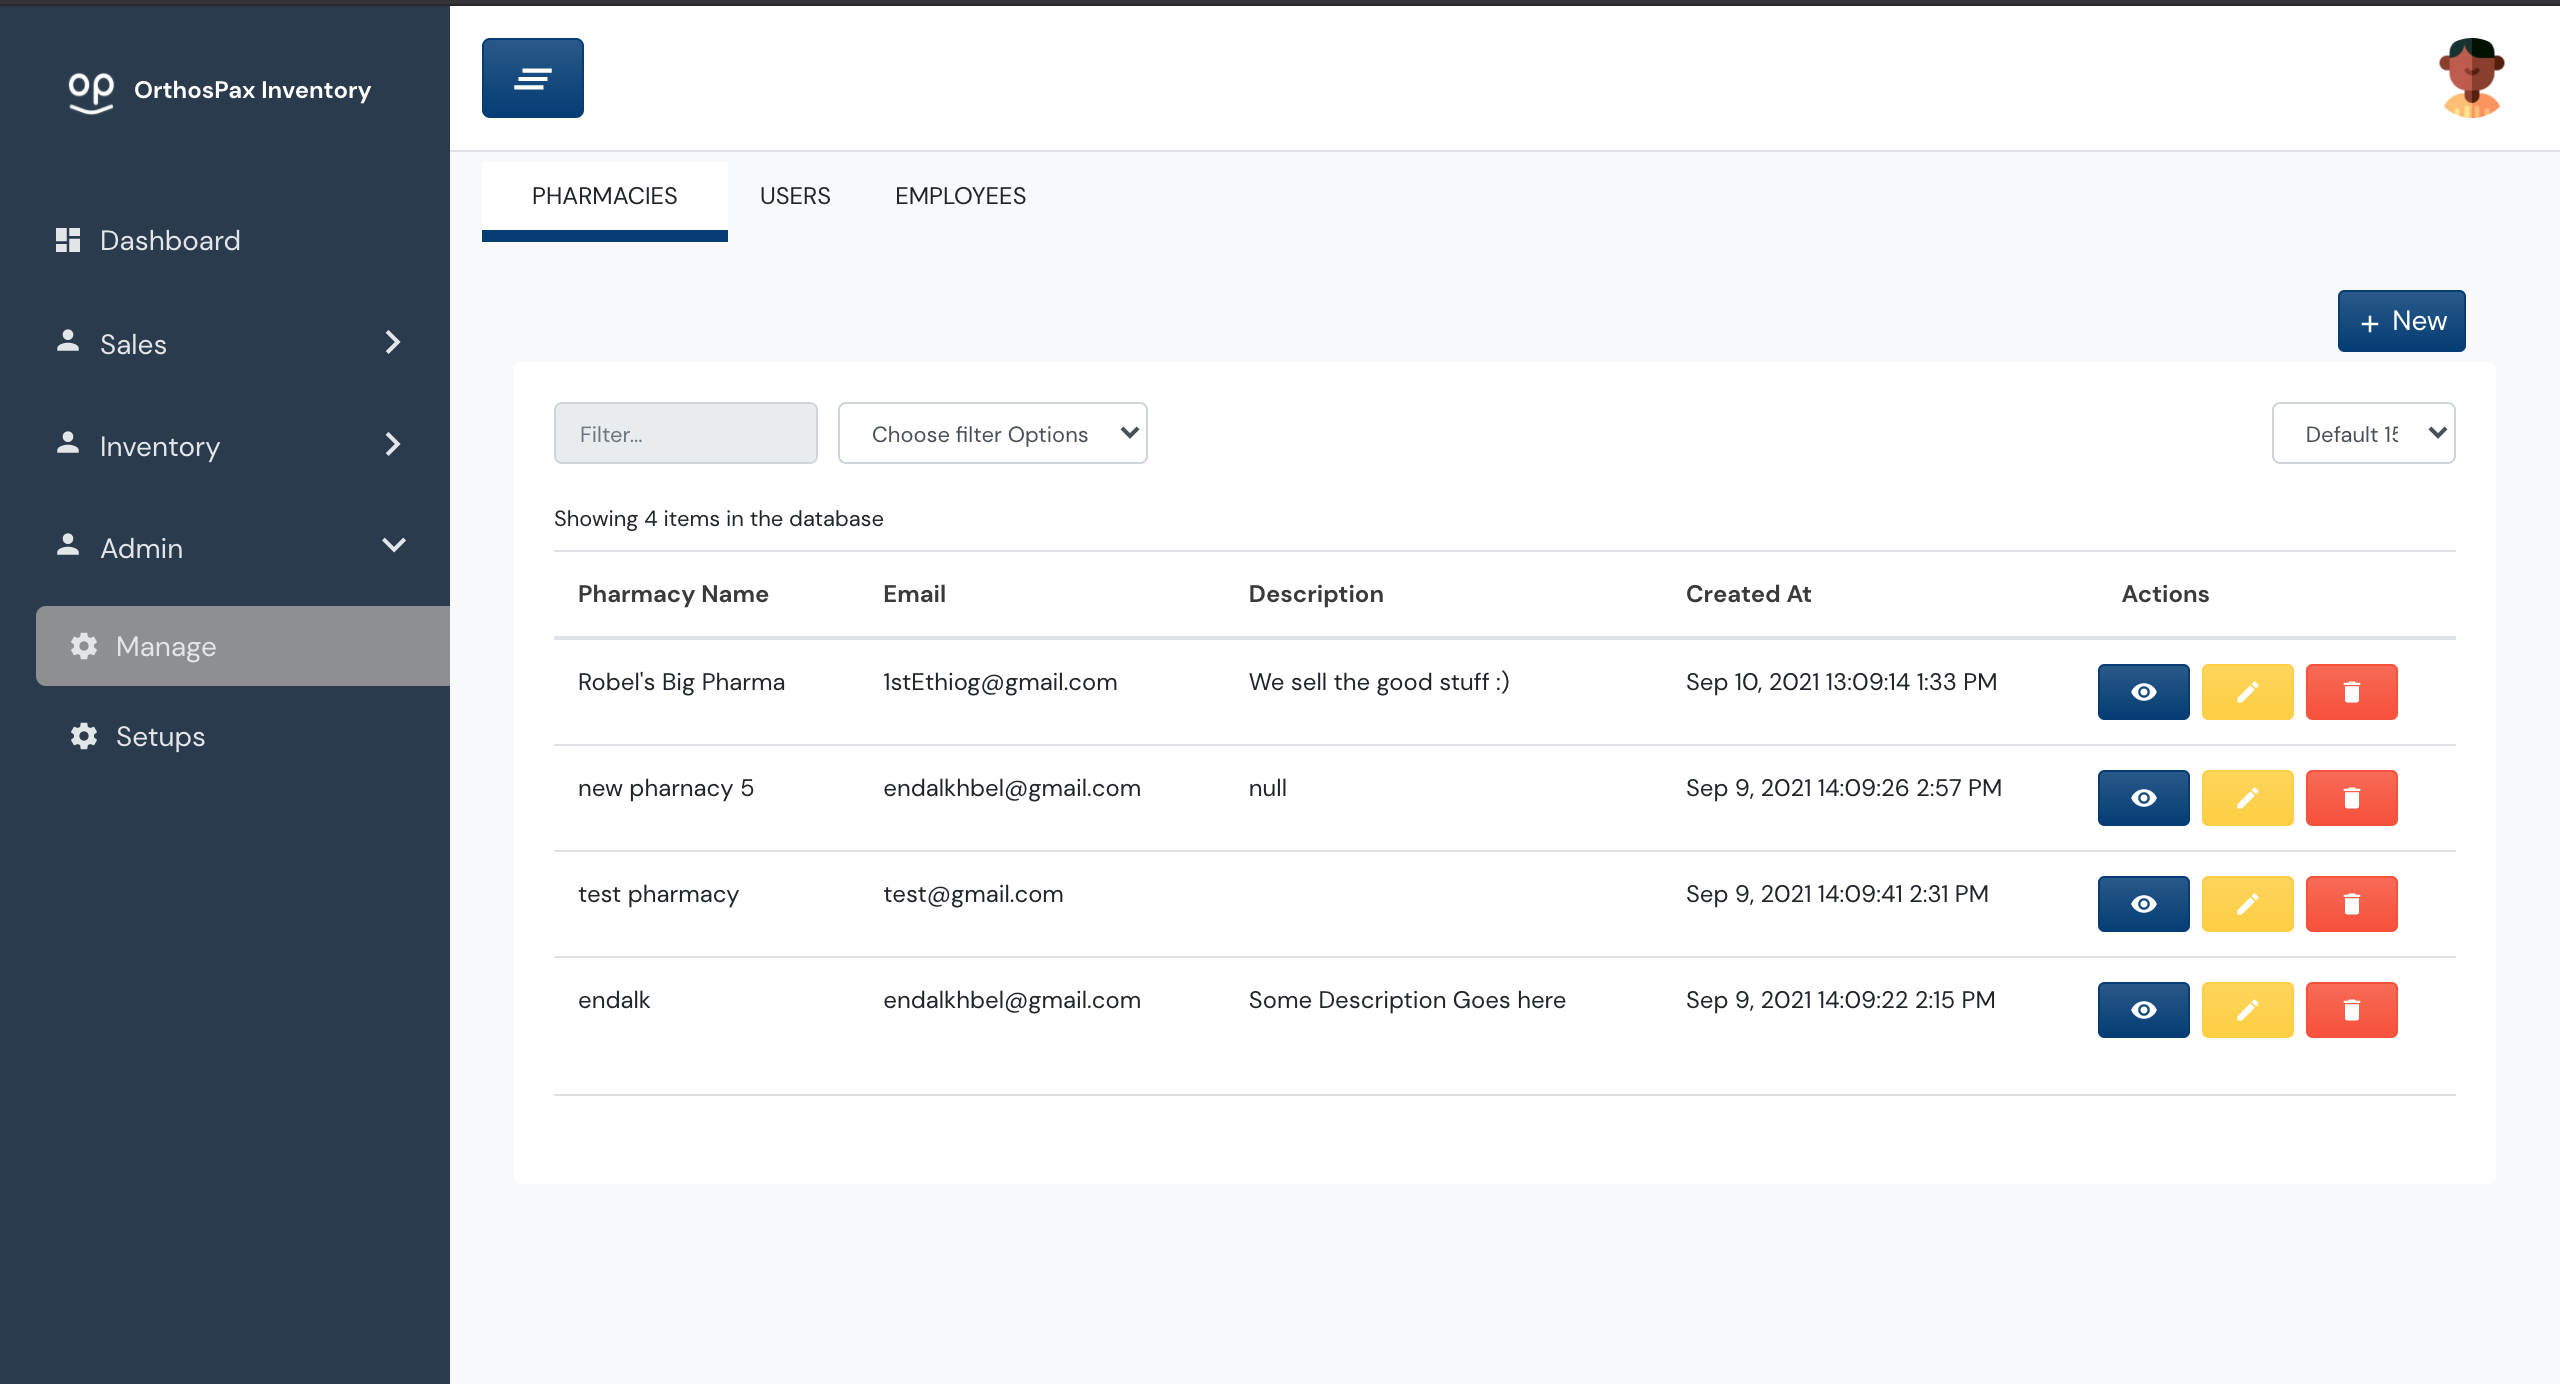 op OrthosPax Inventory
Dashboard
Sales
Inventory
Admin
Manage
Setups
PHARMACIES USERS EMPLOYEES
+ New
Filter... Choose filter Options Default 15
Showing 4 items in the database
Pharmacy Name Email Description Created At Actions
Robel's Big Pharma 1stEthiog@gmail.com We sell the good stuff :) Sep 10, 2021 13:09:14 1:33 PM
new pharnacy 5 endalkhbel@gmail.com null Sep 9, 2021 14:09:26 2:57 PM
test pharmacy test@gmail.com Sep 9, 2021 14:09:41 2:31 PM
endalk endalkhbel@gmail.com Some Description Goes here Sep 9, 2021 14:09:22 2:15 PM